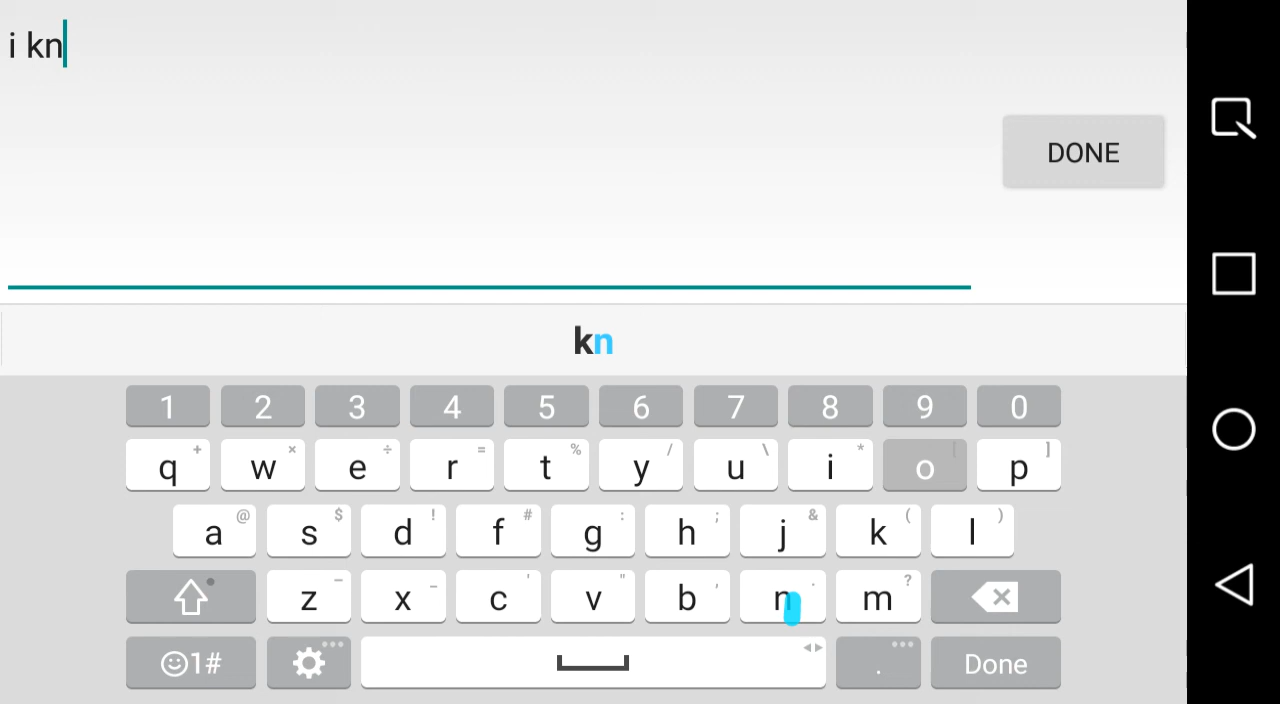 i kn
DONE
kn
1 2 3 4 5 6 7 8 9 0
q + w × e ÷ r = t % y / u \ i * o [ p ]
a @ s $ d ! f # g : h ; j & k ( l )
z – x _ c ' v " b , n . m ?
1# . Done